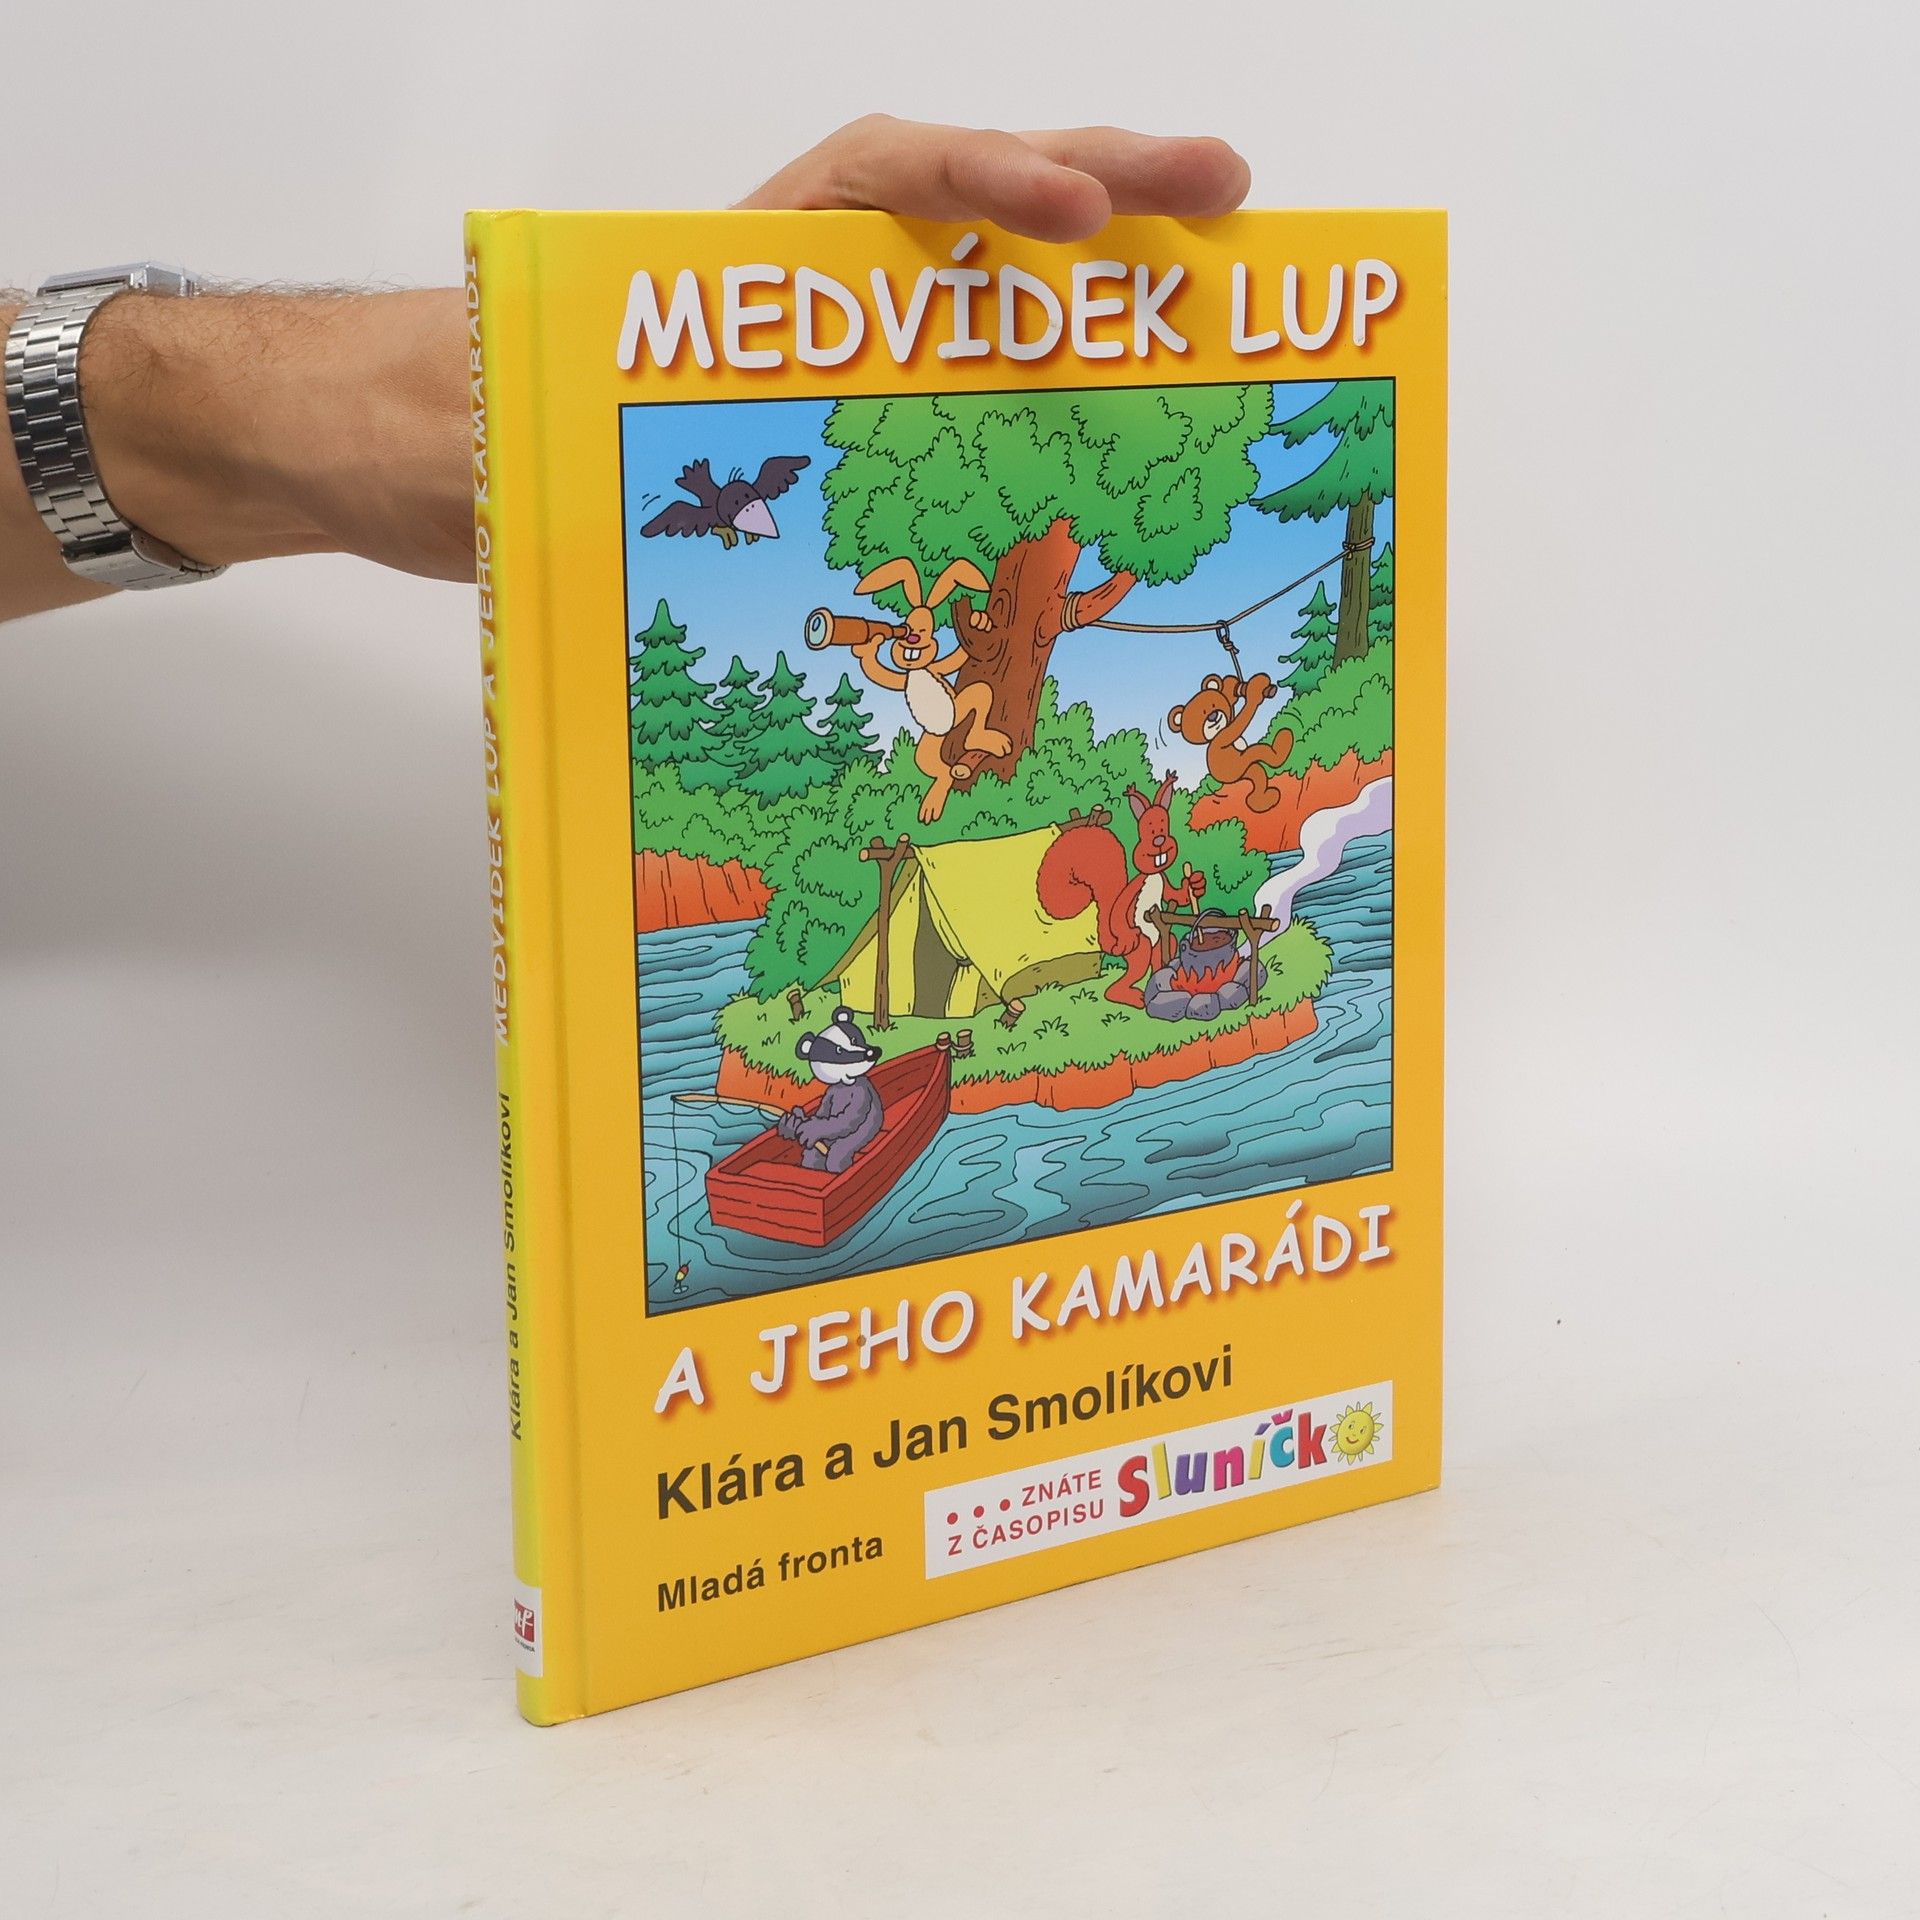 MEDVÍDEK LUP
A JEHO KAMARÁDI
Klára a Jan Smolíkovi
Mladá fronta
• • • ZNÁTE
Z ČASOPISU
Sluníčko
Klára a Jan Smolíkovi MEDVÍDEK LUP A JEHO KAMARÁDI
mf